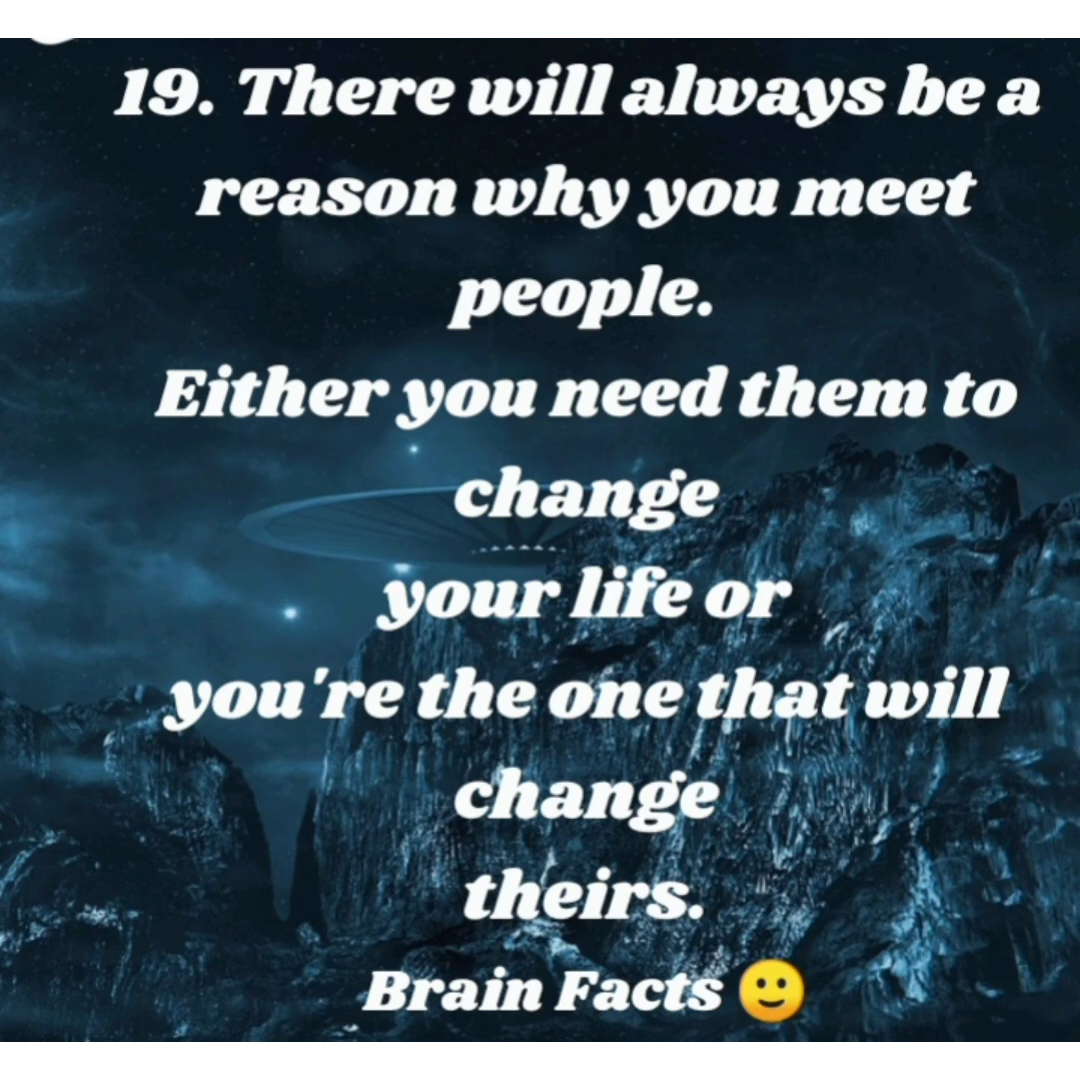 19. There will always be a
reason why you meet
people.
Either you need them to
change
your life or
you're the one that will
change
theirs.
Brain Facts 🙂